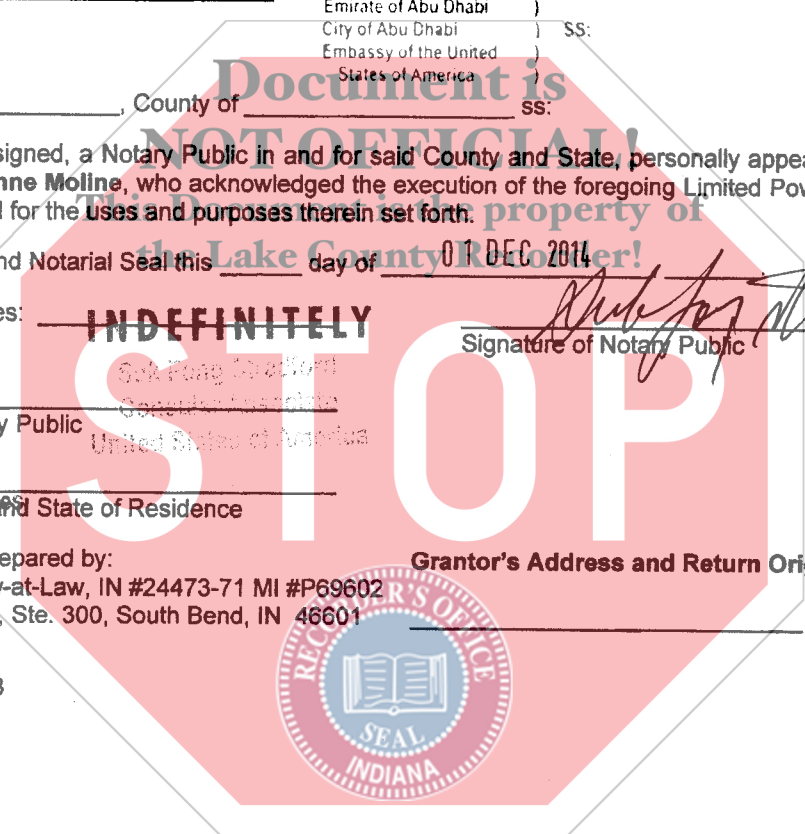 Emirate of Abu Dhabi )
City of Abu Dhabi ) SS:
Embassy of the United )
States of America )
Document is
, County of ss:
NOT OFFICIAL!
signed, a Notary Public in and for said County and State, personally appea
nne Moline, who acknowledged the execution of the foregoing Limited Pow
This Document is the property of
for the uses and purposes therein set forth.
the Lake County Recorder!
nd Notarial Seal this day of 01 DEC 2014
es: INDEFINITELY
Signature of Notary Public
Consular Associate
y Public
United States of America
STOP
and State of Residence
epared by:
Grantor's Address and Return Ori
y-at-Law, IN #24473-71 MI #P69602
, Ste. 300, South Bend, IN 46601
RECORDER'S OFFICE
SEAL
INDIANA